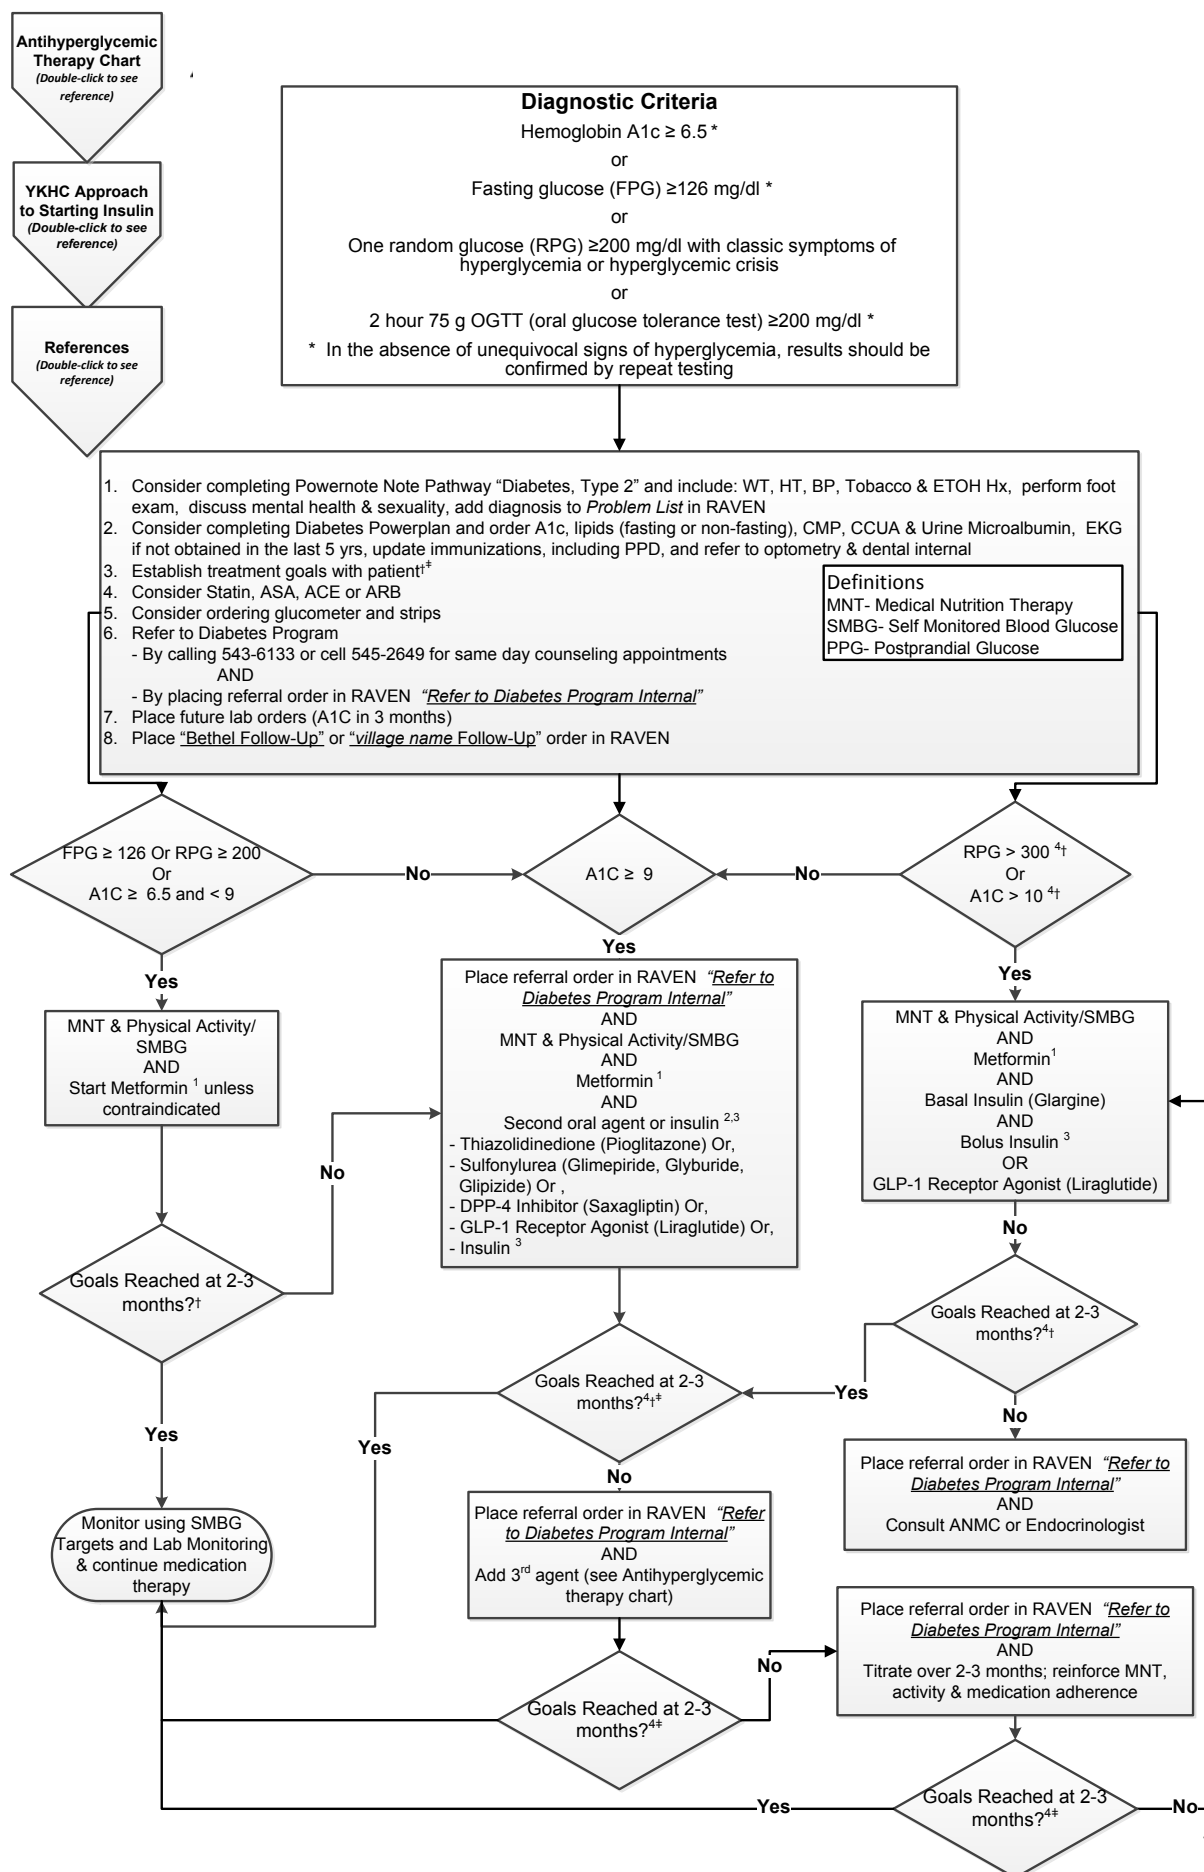 Antihyperglycemic
Therapy Chart
(Double-click to see
reference)
YKHC Approach
to Starting Insulin
(Double-click to see
reference)
References
(Double-click to see
reference)
Diagnostic Criteria
Hemoglobin A1c ≥ 6.5 *
or
Fasting glucose (FPG) ≥126 mg/dl *
or
One random glucose (RPG) ≥200 mg/dl with classic symptoms of
hyperglycemia or hyperglycemic crisis
or
2 hour 75 g OGTT (oral glucose tolerance test) ≥200 mg/dl *
* In the absence of unequivocal signs of hyperglycemia, results should be
confirmed by repeat testing
1. Consider completing Powernote Note Pathway “Diabetes, Type 2” and include: WT, HT, BP, Tobacco & ETOH Hx, perform foot
exam, discuss mental health & sexuality, add diagnosis to Problem List in RAVEN
2. Consider completing Diabetes Powerplan and order A1c, lipids (fasting or non-fasting), CMP, CCUA & Urine Microalbumin, EKG
if not obtained in the last 5 yrs, update immunizations, including PPD, and refer to optometry & dental internal
3. Establish treatment goals with patient†‡
4. Consider Statin, ASA, ACE or ARB
5. Consider ordering glucometer and strips
6. Refer to Diabetes Program
- By calling 543-6133 or cell 545-2649 for same day counseling appointments
AND
- By placing referral order in RAVEN “Refer to Diabetes Program Internal”
7. Place future lab orders (A1C in 3 months)
8. Place “Bethel Follow-Up” or “village name Follow-Up” order in RAVEN
Definitions
MNT- Medical Nutrition Therapy
SMBG- Self Monitored Blood Glucose
PPG- Postprandial Glucose
FPG ≥ 126 Or RPG ≥ 200
Or
A1C ≥ 6.5 and < 9
No
A1C ≥ 9
No
RPG > 300 4†
Or
A1C > 10 4†
Yes
MNT & Physical Activity/
SMBG
AND
Start Metformin 1 unless
contraindicated
Goals Reached at 2-3
months?†
No
Yes
Monitor using SMBG
Targets and Lab Monitoring
& continue medication
therapy
Yes
Place referral order in RAVEN “Refer to
Diabetes Program Internal”
AND
MNT & Physical Activity/SMBG
AND
Metformin 1
AND
Second oral agent or insulin 2,3
- Thiazolidinedione (Pioglitazone) Or,
- Sulfonylurea (Glimepiride, Glyburide,
Glipizide) Or ,
- DPP-4 Inhibitor (Saxagliptin) Or,
- GLP-1 Receptor Agonist (Liraglutide) Or,
- Insulin 3
Goals Reached at 2-3
months?4†‡
Yes
No
Place referral order in RAVEN “Refer
to Diabetes Program Internal”
AND
Add 3rd agent (see Antihyperglycemic
therapy chart)
Goals Reached at 2-3
months?4‡
No
Yes
MNT & Physical Activity/SMBG
AND
Metformin1
AND
Basal Insulin (Glargine)
AND
Bolus Insulin 3
OR
GLP-1 Receptor Agonist (Liraglutide)
No
Goals Reached at 2-3
months?4†
Yes
No
Place referral order in RAVEN “Refer to
Diabetes Program Internal”
AND
Consult ANMC or Endocrinologist
Place referral order in RAVEN “Refer to
Diabetes Program Internal”
AND
Titrate over 2-3 months; reinforce MNT,
activity & medication adherence
Goals Reached at 2-3
months?4‡
Yes
No